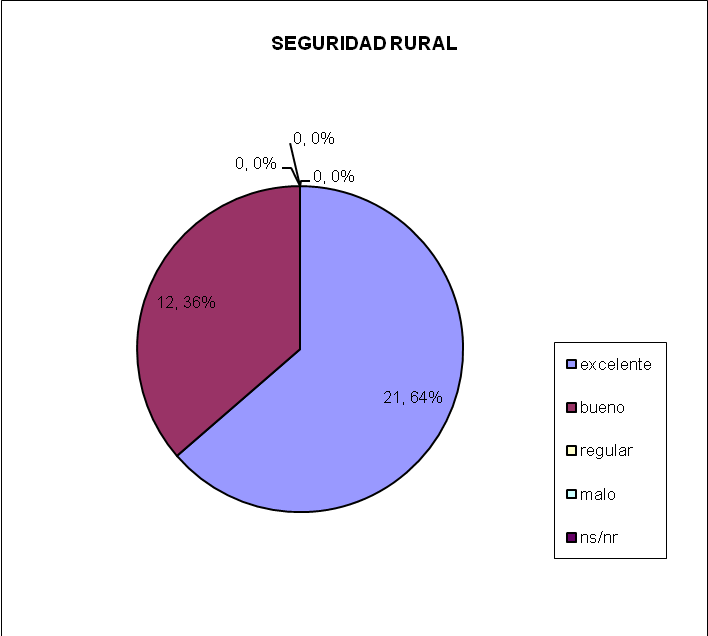 SEGURIDAD RURAL
0, 0%
0, 0%
0, 0%
12, 36%
21, 64%
excelente
bueno
regular
malo
ns/nr